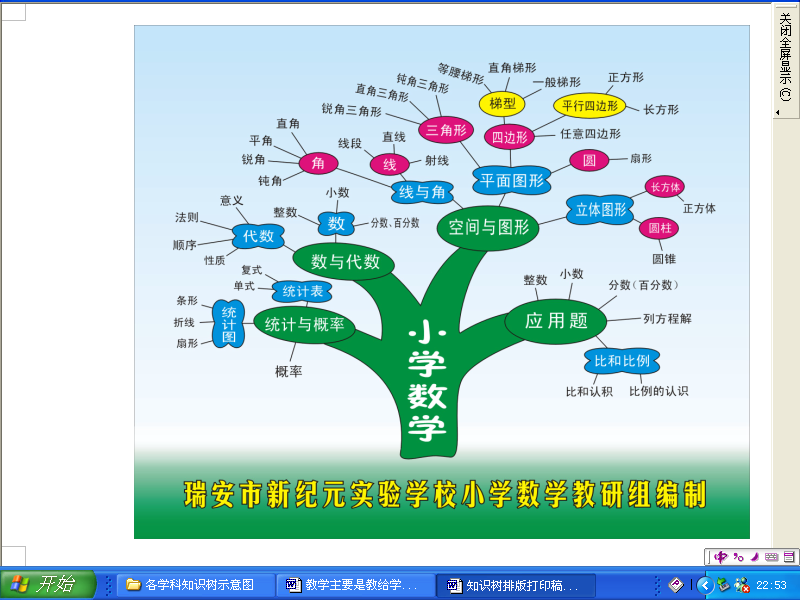 关闭全屏显示(C)
等腰梯形
直角梯形
一般梯形
梯型
正方形
平行四边形
长方形
任意四边形
四边形
钝角三角形
直角三角形
锐角三角形
三角形
直角
平角
锐角
钝角
角
线段
直线
射线
线
线与角
平面图形
圆
扇形
长方体
正方体
立体图形
圆柱
圆锥
空间与图形
意义
法则
顺序
性质
代数
小数
整数
数
分数、百分数
数与代数
复式
单式
统计表
条形
折线
扇形
统计图
统计与概率
概率
整数
小数
分数(百分数)
列方程解
应用题
比和比例
比和认积
比例的认识
小学数学
瑞安市新纪元实验学校小学数学教研组编制
中
开始
各学科知识树示意图
教学主要是教给学...
知识树排版打印稿...
22:53